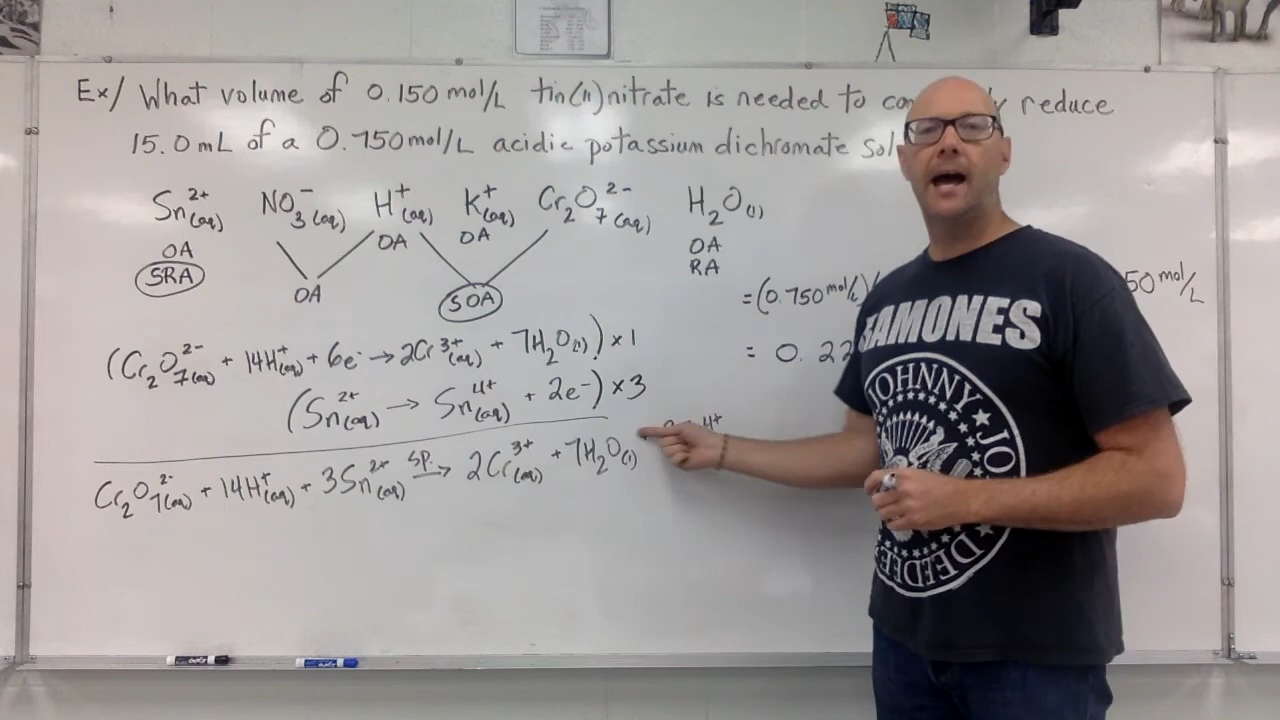 Ex/ What volume of 0.150 mol/L tin(II) nitrate is needed to reduce
15.0 mL of a 0.750 mol/L acidic potassium dichromate
Sn²⁺(aq) NO₃⁻(aq) H⁺(aq) K⁺(aq) Cr₂O₇²⁻(aq) H₂O(l)
OA OA OA OA
SRA OA SOA RA
= (0.750 mol/L) 50 mol/L
(Cr₂O₇²⁻(aq) + 14H⁺(aq) + 6e⁻ → 2Cr³⁺(aq) + 7H₂O(l)) × 1
= 0.22
(Sn²⁺(aq) → Sn⁴⁺(aq) + 2e⁻) × 3
Cr₂O₇²⁻(aq) + 14H⁺(aq) + 3Sn²⁺(aq) SP. → 2Cr³⁺(aq) + 7H₂O(l) 4+
RAMONES
JOHNNY
DEEDEE